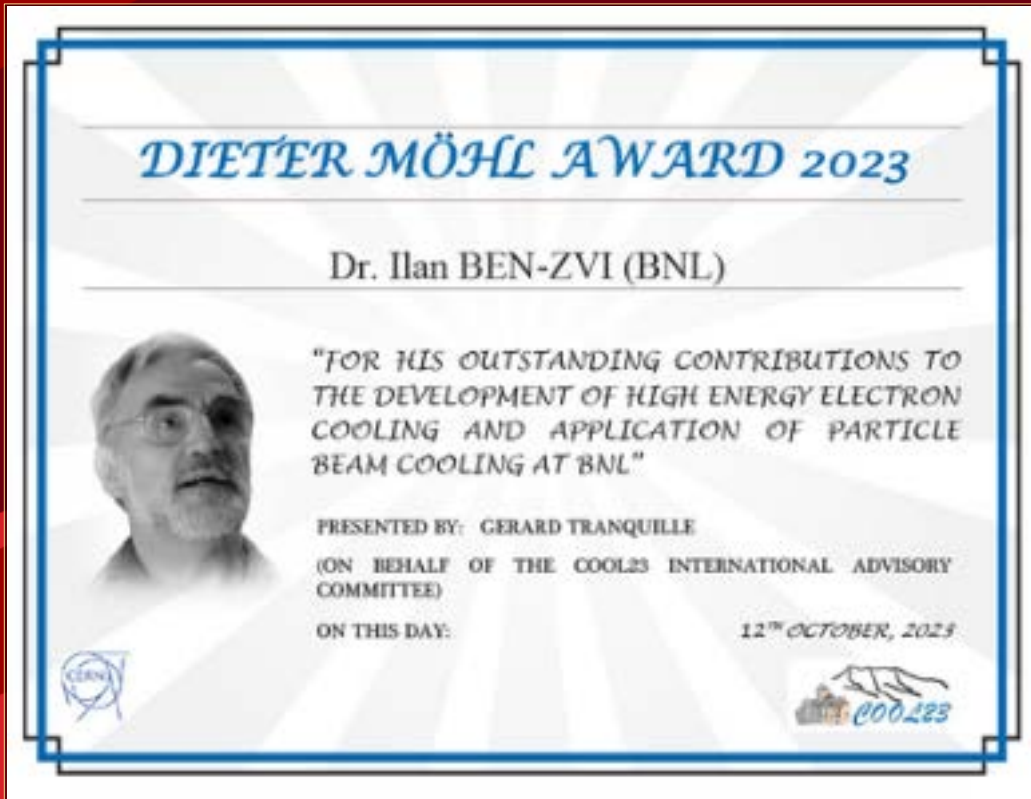 DIETER MÖHL AWARD 2023
Dr. Ilan BEN-ZVI (BNL)
"FOR HIS OUTSTANDING CONTRIBUTIONS TO
THE DEVELOPMENT OF HIGH ENERGY ELECTRON
COOLING AND APPLICATION OF PARTICLE
BEAM COOLING AT BNL"
PRESENTED BY: GERARD TRANQUILLE
(ON BEHALF OF THE COOL23 INTERNATIONAL ADVISORY
COMMITTEE)
ON THIS DAY: 12TH OCTOBER, 2023
CERN
COOL23